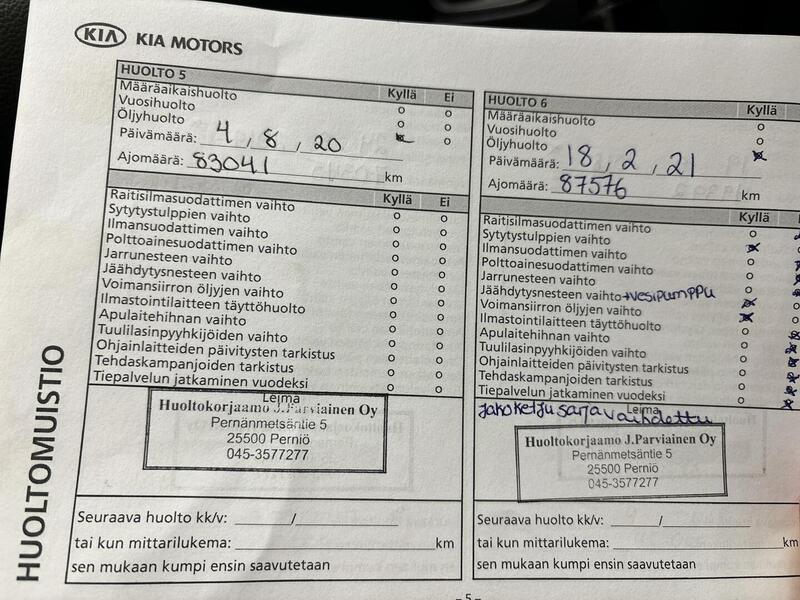 KIA KIA MOTORS
HUOLTOMUISTIO
HUOLTO 5
Kyllä Ei
Määräaikaishuolto o o
Vuosihuolto o o
Öljyhuolto o
Päivämäärä: 4 , 8 , 20
Ajomäärä: 83041 km
Kyllä Ei
Raitisilmasuodattimen vaihto o o
Sytytystulppien vaihto o o
Ilmansuodattimen vaihto o o
Polttoainesuodattimen vaihto o o
Jarrunesteen vaihto o o
Jäähdytysnesteen vaihto o o
Voimansiirron öljyjen vaihto o o
Ilmastointilaitteen täyttöhuolto o o
Apulaitehihnan vaihto o o
Tuulilasinpyyhkijöiden vaihto o o
Ohjainlaitteiden päivitysten tarkistus o o
Tehdaskampanjoiden tarkistus o o
Tiepalvelun jatkaminen vuodeksi o o
Leima
Huoltokorjaamo J.Parviainen Oy
Pernänmetsäntie 5
25500 Perniö
045-3577277
Seuraava huolto kk/v: ______/______
tai kun mittarilukema: ______ km
sen mukaan kumpi ensin saavutetaan
HUOLTO 6
Kyllä
Määräaikaishuolto o
Vuosihuolto o
Öljyhuolto
Päivämäärä: 18 , 2 , 21
Ajomäärä: 87576 km
Kyllä
Raitisilmasuodattimen vaihto o
Sytytystulppien vaihto o
Ilmansuodattimen vaihto
Polttoainesuodattimen vaihto o
Jarrunesteen vaihto o
Jäähdytysnesteen vaihto +vesipumppu
Voimansiirron öljyjen vaihto
Ilmastointilaitteen täyttöhuolto
Apulaitehihnan vaihto o
Tuulilasinpyyhkijöiden vaihto o
Ohjainlaitteiden päivitysten tarkistus o
Tehdaskampanjoiden tarkistus o
Tiepalvelun jatkaminen vuodeksi o
Leima
jakoketjusarja vaihdettu
Huoltokorjaamo J.Parviainen Oy
Pernänmetsäntie 5
25500 Perniö
045-3577277
Seuraava huolto kk/v: ______/______
tai kun mittarilukema: ______ km
sen mukaan kumpi ensin saavutetaan
– 5 –